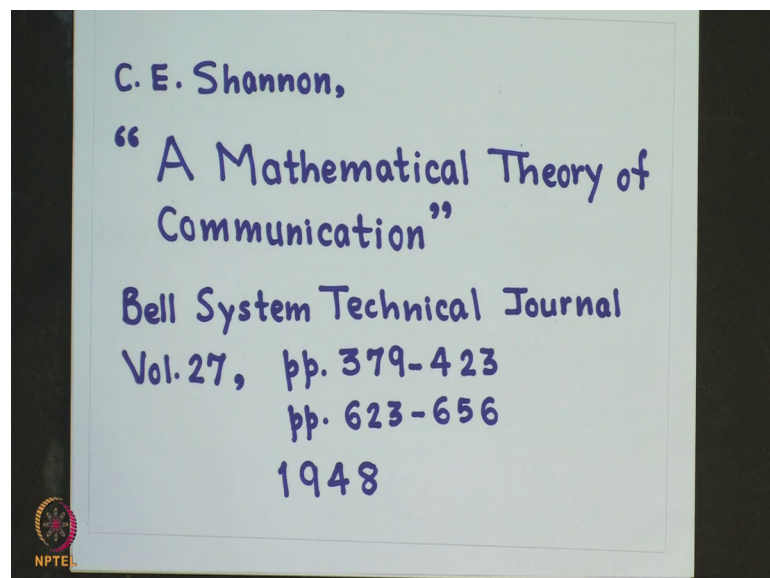 C. E. Shannon,
“ A Mathematical Theory of
Communication”
Bell System Technical Journal
Vol. 27, pp. 379-423
pp. 623-656
1948
NPTEL